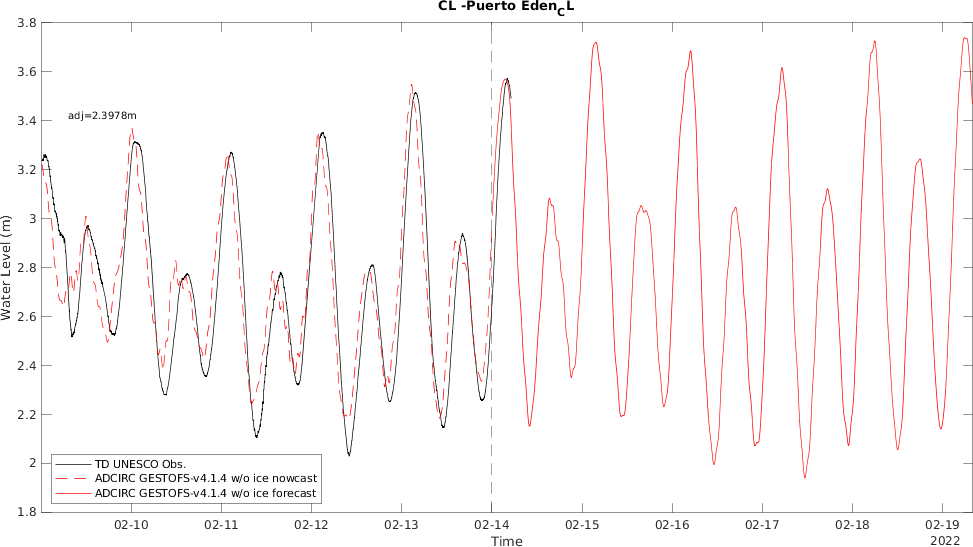 CL -Puerto Eden_CL
3.8
3.6
adj=2.3978m
3.4
3.2
3
2.8
2.6
2.4
2.2
2
1.8
Water Level (m)
TD UNESCO Obs.
ADCIRC GESTOFS-v4.1.4 w/o ice nowcast
ADCIRC GESTOFS-v4.1.4 w/o ice forecast
02-10 02-11 02-12 02-13 02-14 02-15 02-16 02-17 02-18 02-19
Time
2022